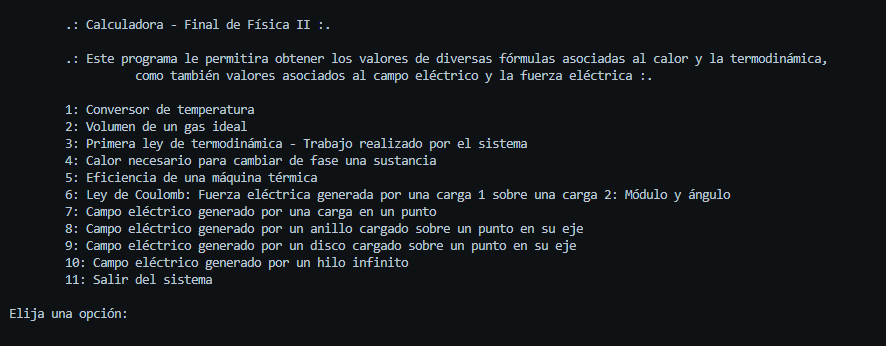 .: Calculadora - Final de Física II :.
.: Este programa le permitira obtener los valores de diversas fórmulas asociadas al calor y la termodinámica,
como también valores asociados al campo eléctrico y la fuerza eléctrica :.
1: Conversor de temperatura
2: Volumen de un gas ideal
3: Primera ley de termodinámica - Trabajo realizado por el sistema
4: Calor necesario para cambiar de fase una sustancia
5: Eficiencia de una máquina térmica
6: Ley de Coulomb: Fuerza eléctrica generada por una carga 1 sobre una carga 2: Módulo y ángulo
7: Campo eléctrico generado por una carga en un punto
8: Campo eléctrico generado por un anillo cargado sobre un punto en su eje
9: Campo eléctrico generado por un disco cargado sobre un punto en su eje
10: Campo eléctrico generado por un hilo infinito
11: Salir del sistema
Elija una opción: